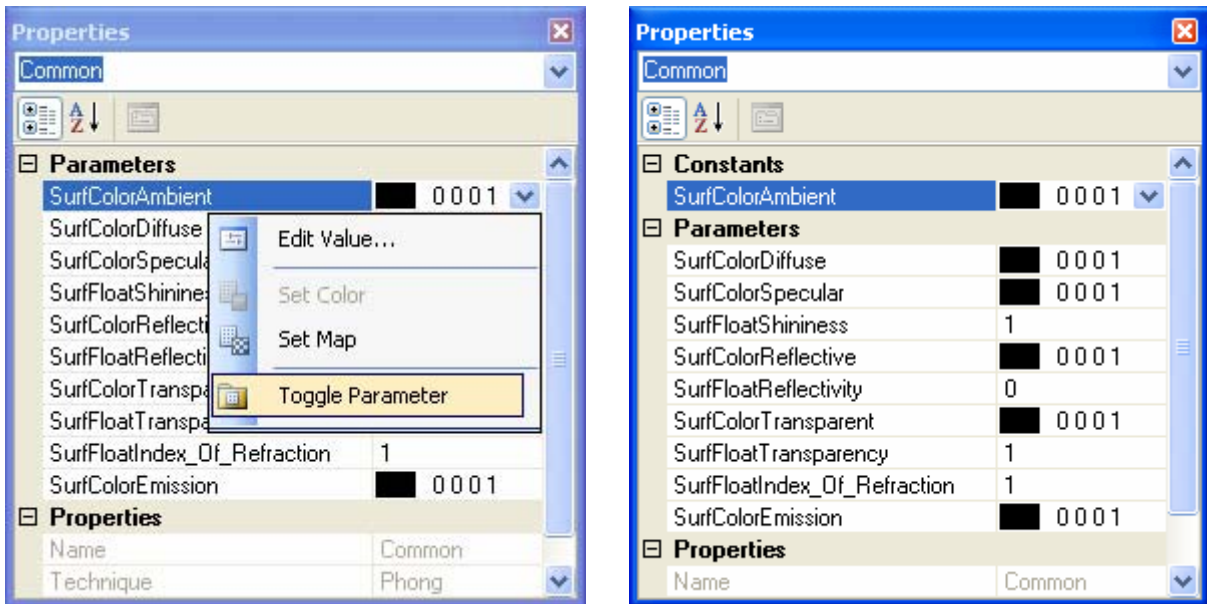 Properties
Common
Parameters
SurfColorAmbient 0 0 0 1
SurfColorDiffuse
SurfColorSpecula
SurfFloatShinine
SurfColorReflecti
SurfFloatReflecti
SurfColorTranspa
SurfFloatTranspa
SurfFloatIndex_Of_Refraction 1
SurfColorEmission 0 0 0 1
Edit Value...
Set Color
Set Map
Toggle Parameter
Properties
Name Common
Technique Phong
Properties
Common
Constants
SurfColorAmbient 0 0 0 1
Parameters
SurfColorDiffuse 0 0 0 1
SurfColorSpecular 0 0 0 1
SurfFloatShininess 1
SurfColorReflective 0 0 0 1
SurfFloatReflectivity 0
SurfColorTransparent 0 0 0 1
SurfFloatTransparency 1
SurfFloatIndex_Of_Refraction 1
SurfColorEmission 0 0 0 1
Properties
Name Common